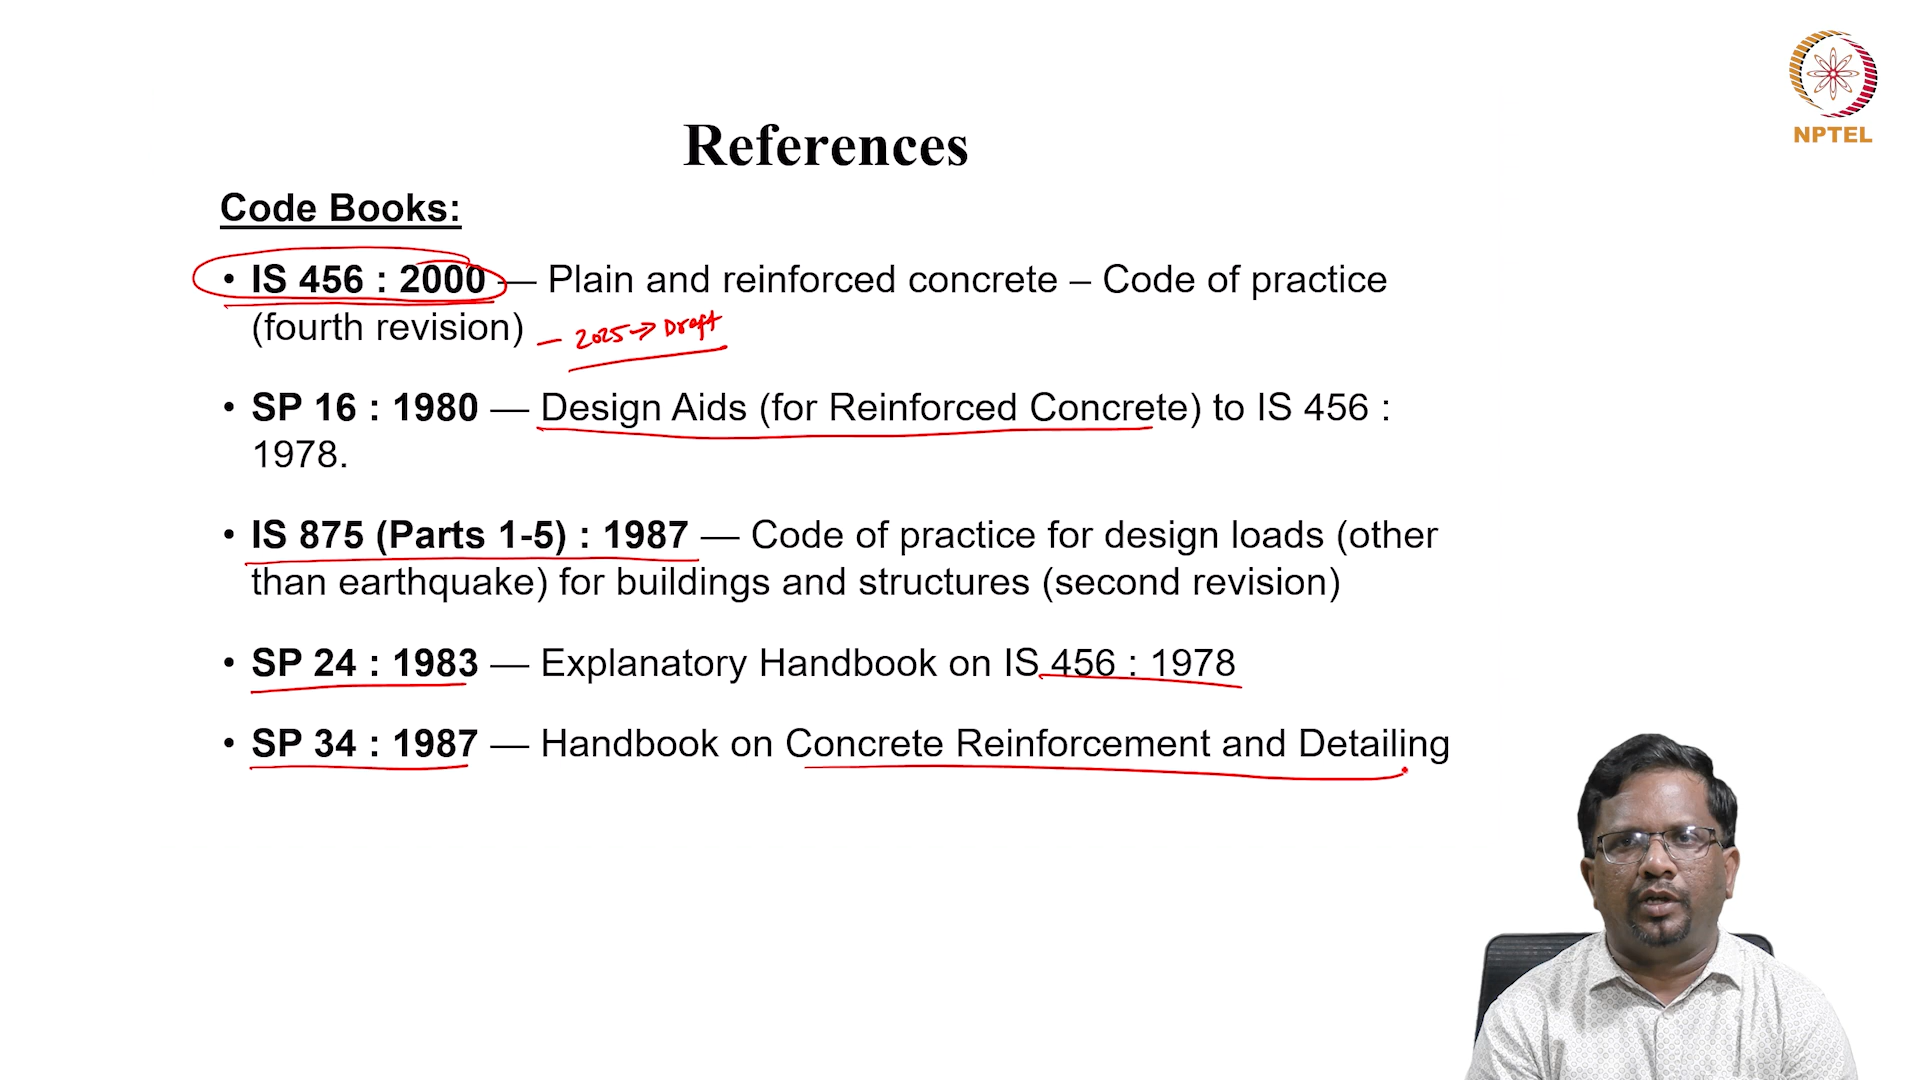 NPTEL
References
Code Books:
• IS 456 : 2000 — Plain and reinforced concrete – Code of practice
(fourth revision) – 2025 → Draft
• SP 16 : 1980 — Design Aids (for Reinforced Concrete) to IS 456 :
1978.
• IS 875 (Parts 1-5) : 1987 — Code of practice for design loads (other
than earthquake) for buildings and structures (second revision)
• SP 24 : 1983 — Explanatory Handbook on IS 456 : 1978
• SP 34 : 1987 — Handbook on Concrete Reinforcement and Detailing